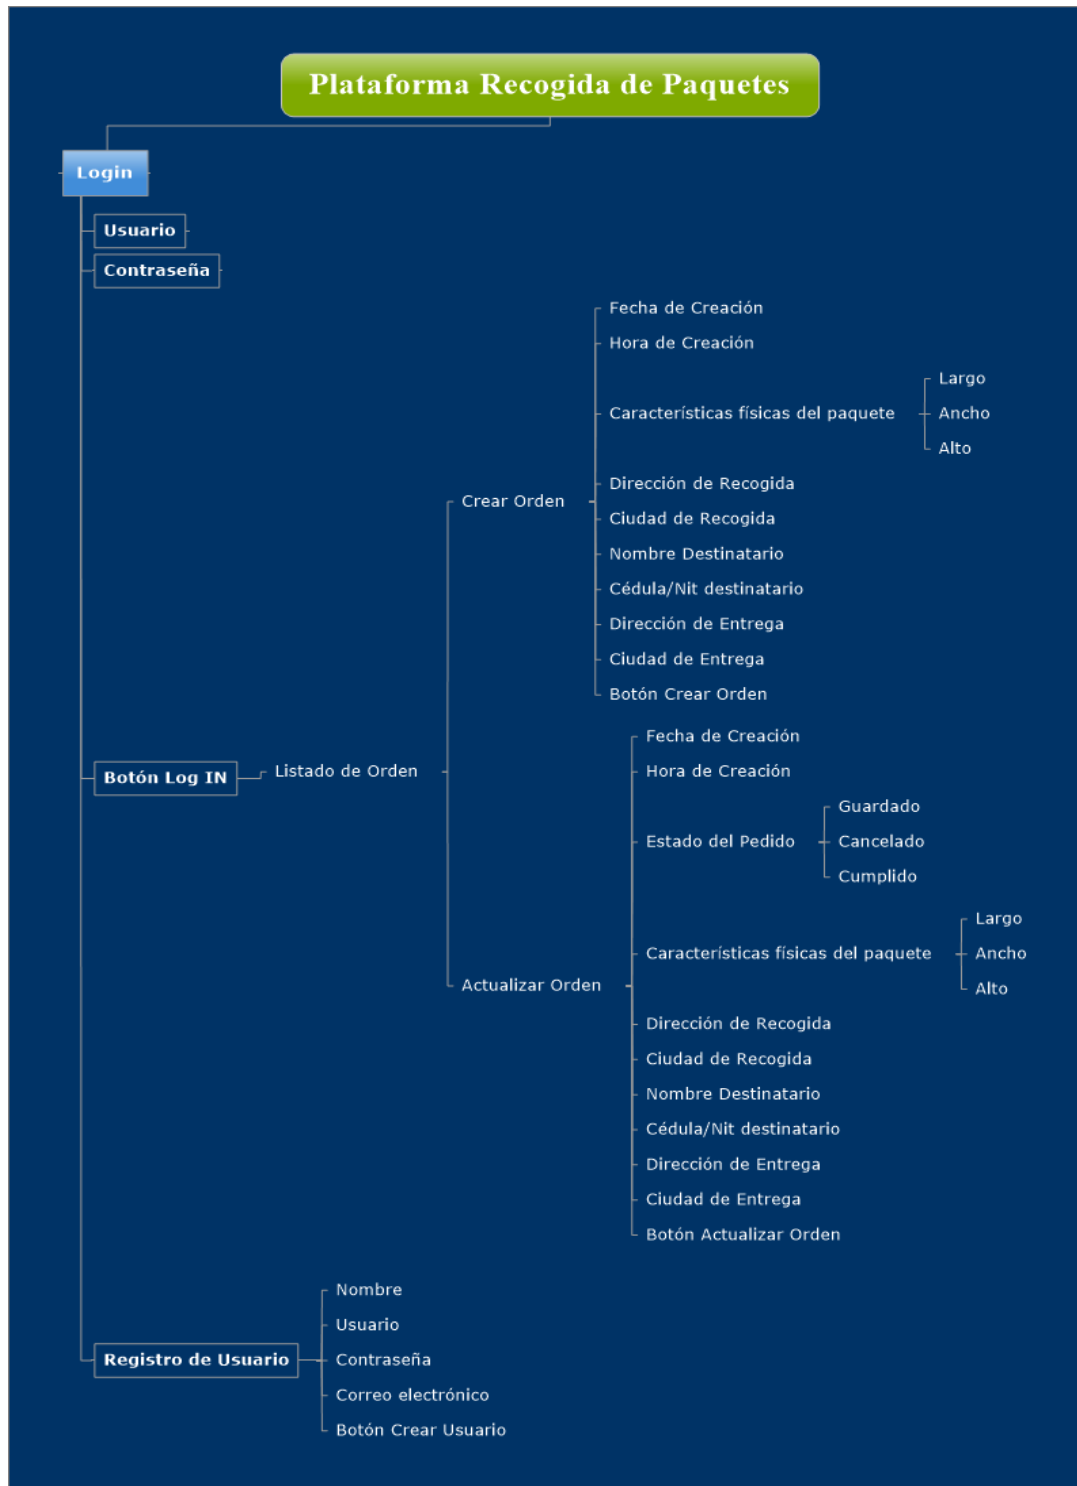 Plataforma Recogida de Paquetes
Login
Usuario
Contraseña
Botón Log IN
Listado de Orden
Crear Orden
Fecha de Creación
Hora de Creación
Características físicas del paquete
Largo
Ancho
Alto
Dirección de Recogida
Ciudad de Recogida
Nombre Destinatario
Cédula/Nit destinatario
Dirección de Entrega
Ciudad de Entrega
Botón Crear Orden
Actualizar Orden
Fecha de Creación
Hora de Creación
Estado del Pedido
Guardado
Cancelado
Cumplido
Características físicas del paquete
Largo
Ancho
Alto
Dirección de Recogida
Ciudad de Recogida
Nombre Destinatario
Cédula/Nit destinatario
Dirección de Entrega
Ciudad de Entrega
Botón Actualizar Orden
Registro de Usuario
Nombre
Usuario
Contraseña
Correo electrónico
Botón Crear Usuario